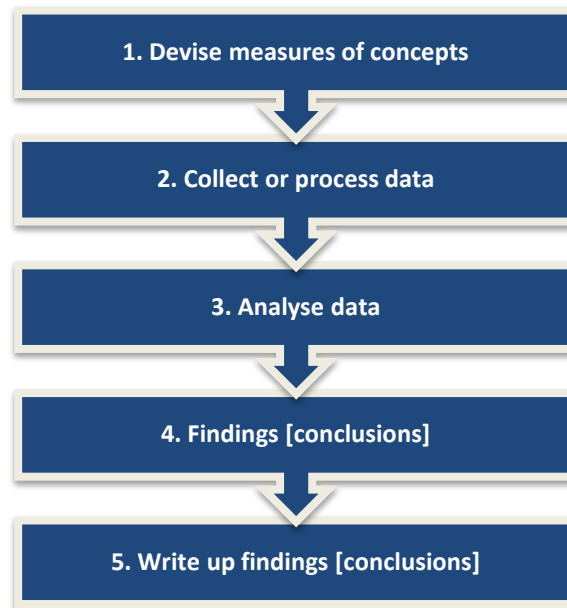 1. Devise measures of concepts
2. Collect or process data
3. Analyse data
4. Findings [conclusions]
5. Write up findings [conclusions]